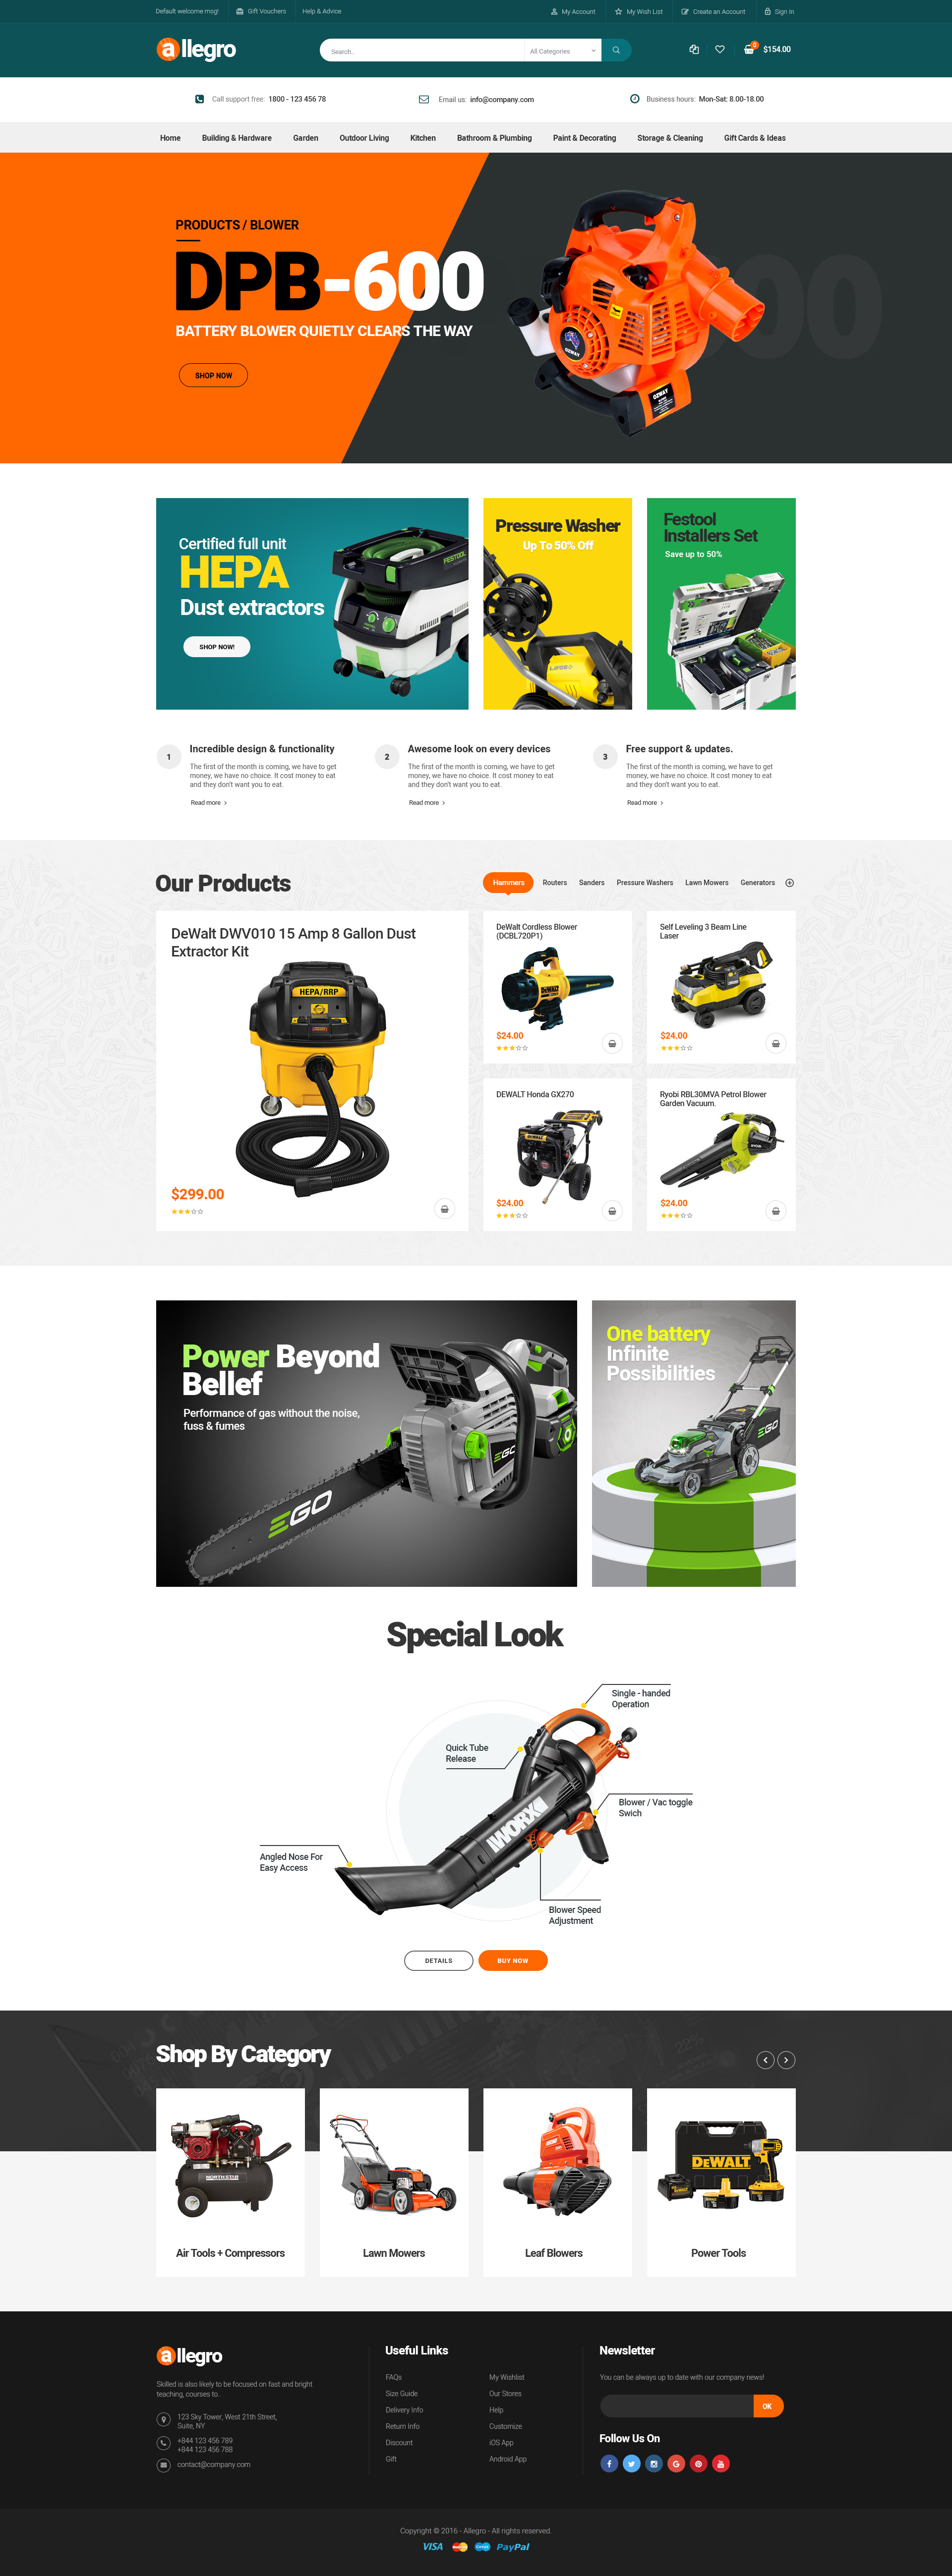 Default welcome msg!
Gift Vouchers
Help & Advice
My Account
My Wish List
Create an Account
Sign In
allegro
Search..
All Categories
0
$154.00
Call support free: 1800 - 123 456 78
Email us: info@company.com
Business hours: Mon-Sat: 8.00-18.00
Home
Building & Hardware
Garden
Outdoor Living
Kitchen
Bathroom & Plumbing
Paint & Decorating
Storage & Cleaning
Gift Cards & Ideas
PRODUCTS / BLOWER
DPB-600
BATTERY BLOWER QUIETLY CLEARS THE WAY
SHOP NOW
OZWAY
OZWAY
Certified full unit
HEPA
Dust extractors
SHOP NOW!
FESTOOL
Pressure Washer
Up To 50% Off
Festool
Installers Set
Save up to 50%
1
Incredible design & functionality
The first of the month is coming, we have to get
money, we have no choice. It cost money to eat
and they don't want you to eat.
Read more
2
Awesome look on every devices
The first of the month is coming, we have to get
money, we have no choice. It cost money to eat
and they don't want you to eat.
Read more
3
Free support & updates.
The first of the month is coming, we have to get
money, we have no choice. It cost money to eat
and they don't want you to eat.
Read more
Our Products
Hammers
Routers
Sanders
Pressure Washers
Lawn Mowers
Generators
DeWalt DWV010 15 Amp 8 Gallon Dust
Extractor Kit
HEPA/RRP
$299.00
DeWalt Cordless Blower
(DCBL720P1)
DEWALT
$24.00
Self Leveling 3 Beam Line
Laser
$24.00
DEWALT Honda GX270
DEWALT
$24.00
Ryobi RBL30MVA Petrol Blower
Garden Vacuum.
$24.00
Power Beyond
Bellef
Performance of gas without the noise,
fuss & fumes
EGO
EGO
One battery
Infinite
Possibilities
EGO
Special Look
Single - handed
Operation
Quick Tube
Release
Blower / Vac toggle
Swich
WORX
Angled Nose For
Easy Access
Blower Speed
Adjustment
DETAILS
BUY NOW
Shop By Category
NORTHSTAR
Air Tools + Compressors
Lawn Mowers
Leaf Blowers
DEWALT
Power Tools
allegro
Skilled is also likely to be focused on fast and bright
teaching, courses to..
123 Sky Tower, West 21th Street,
Suite, NY
+844 123 456 789
+844 123 456 788
contact@company.com
Useful Links
FAQs
Size Guide
Delivery Info
Return Info
Discount
Gift
My Wishlist
Our Stores
Help
Customize
iOS App
Android App
Newsletter
You can be always up to date with our company news!
OK
Follow Us On
Copyright © 2016 - Allegro - All rights reserved.
VISA
PayPal